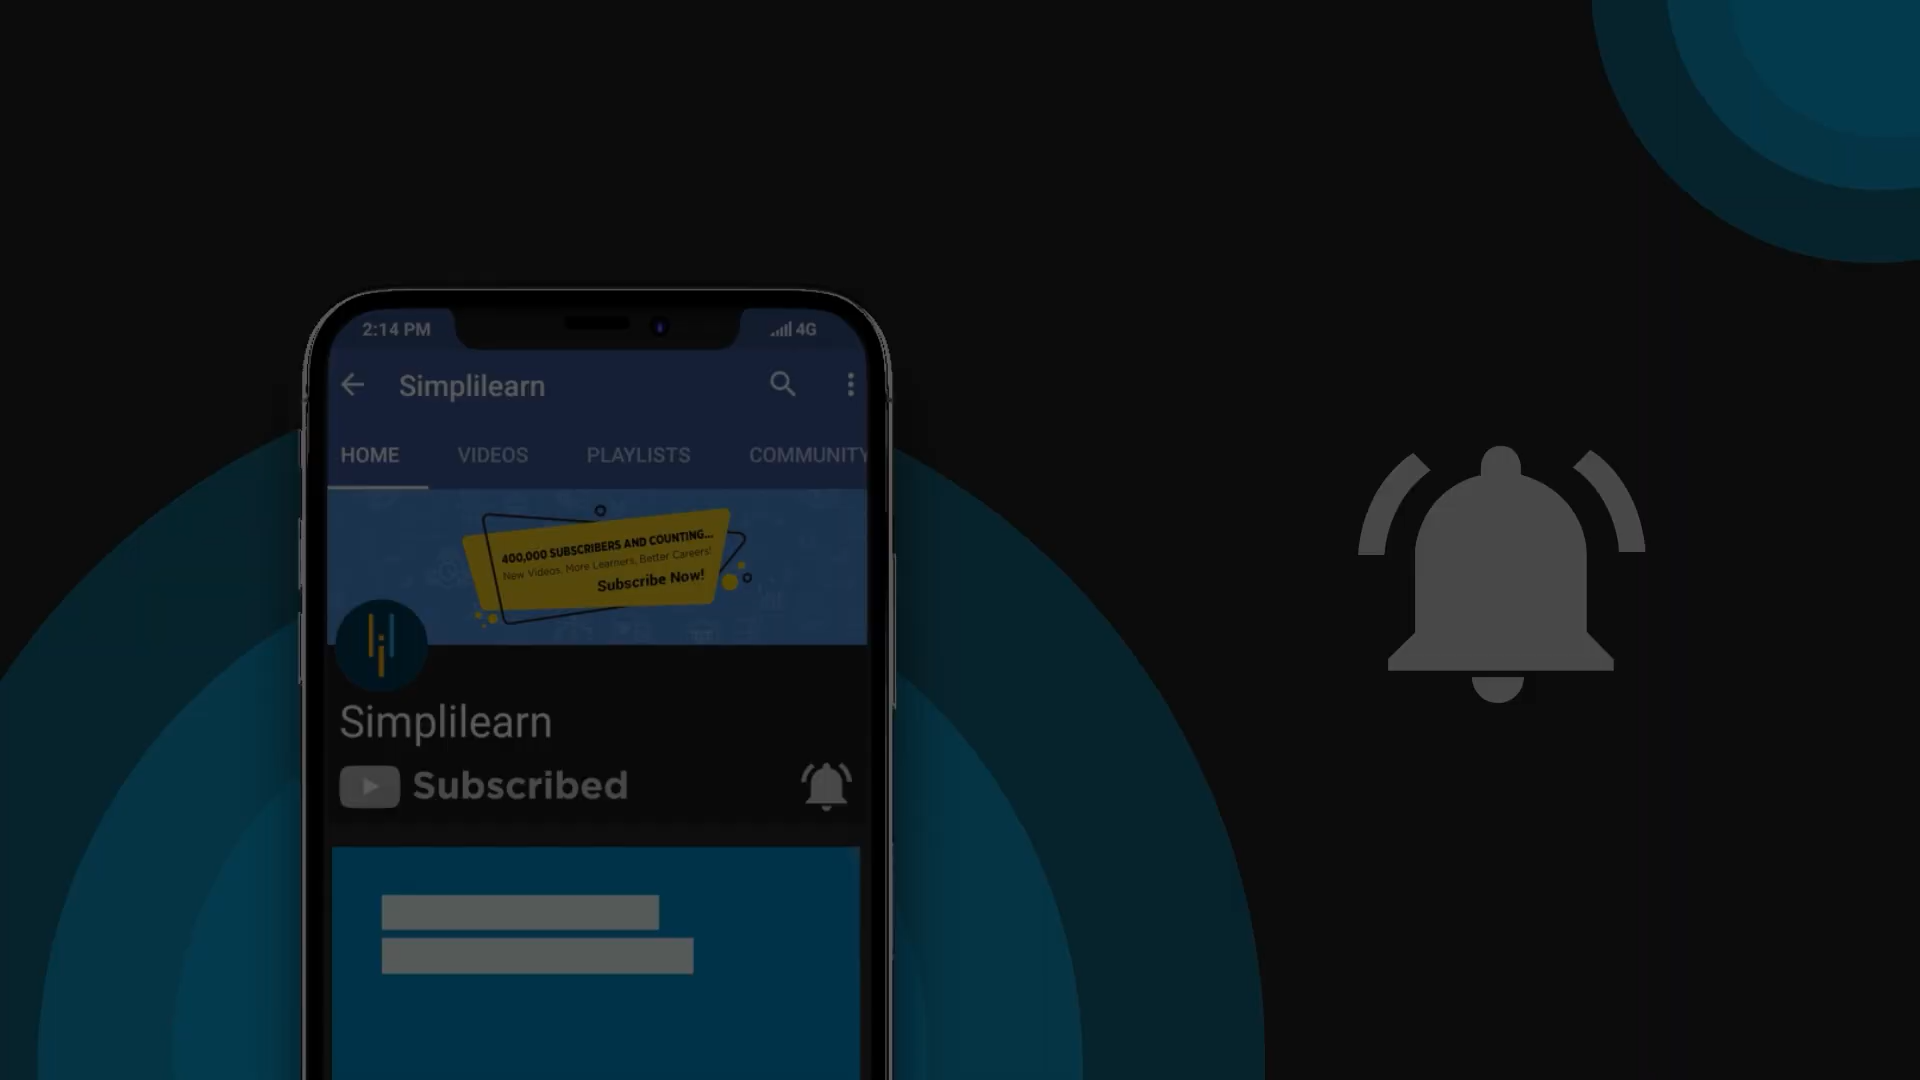 2:14 PM
4G
Simplilearn
HOME VIDEOS PLAYLISTS COMMUNITY
400,000 SUBSCRIBERS AND COUNTING...
New Videos, More Learners, Better Careers!
Subscribe Now!
Simplilearn
Subscribed